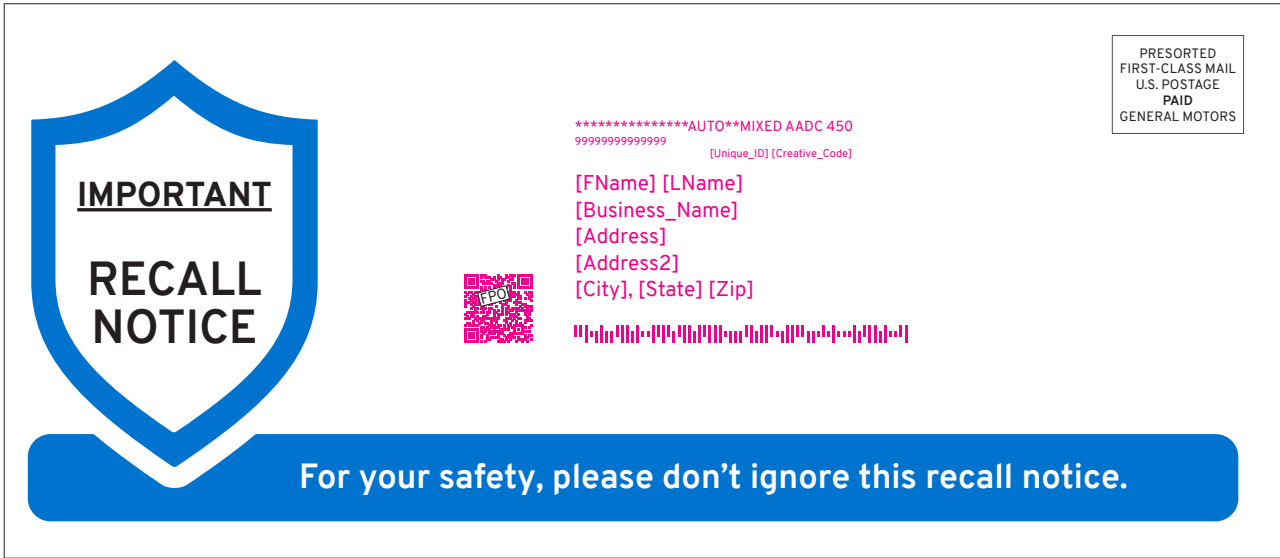 IMPORTANT
RECALL
NOTICE
PRESORTED
FIRST-CLASS MAIL
U.S. POSTAGE
PAID
GENERAL MOTORS
***************AUTO**MIXED AADC 450
99999999999999
[Unique_ID] [Creative_Code]
[FName] [LName]
[Business_Name]
[Address]
[Address2]
[City], [State] [Zip]
FPO
For your safety, please don’t ignore this recall notice.